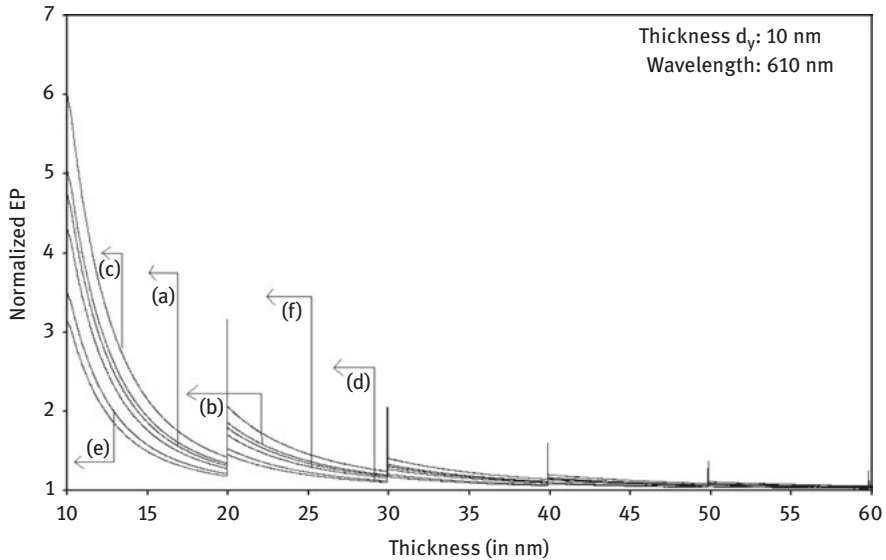 7
6
5
4
3
2
1
Normalized EP
Thickness dy: 10 nm
Wavelength: 610 nm
(c)
(a)
(f)
(d)
(b)
(e)
10 15 20 25 30 35 40 45 50 55 60
Thickness (in nm)